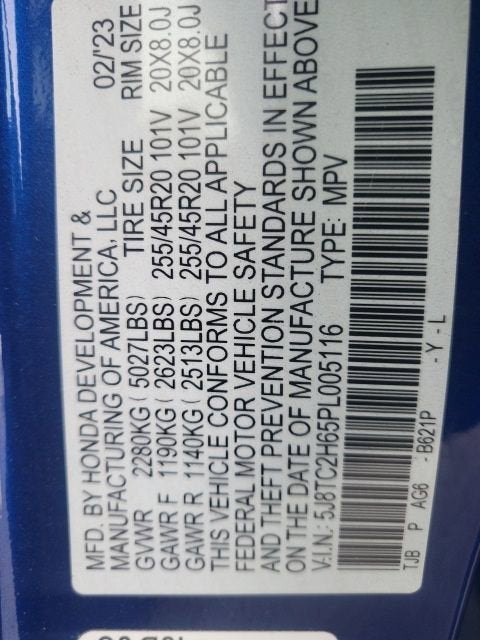 MFD. BY HONDA DEVELOPMENT & 02/'23
MANUFACTURING OF AMERICA, LLC
GVWR 2280KG ( 5027LBS) TIRE SIZE RIM SIZE
GAWR F 1190KG ( 2623LBS) 255/45R20 101V 20X8.0J
GAWR R 1140KG ( 2513LBS) 255/45R20 101V 20X8.0J
THIS VEHICLE CONFORMS TO ALL APPLICABLE
FEDERAL MOTOR VEHICLE SAFETY
AND THEFT PREVENTION STANDARDS IN EFFECT
ON THE DATE OF MANUFACTURE SHOWN ABOVE
V.I.N.: 5J8TC2H65PL005116 TYPE: MPV
TJB P AG6 - B621P
- Y - L